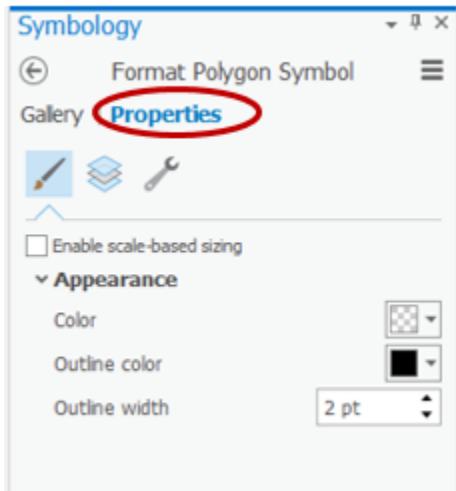 Symbology
Format Polygon Symbol
Gallery Properties
Enable scale-based sizing
Appearance
Color
Outline color
Outline width 2 pt